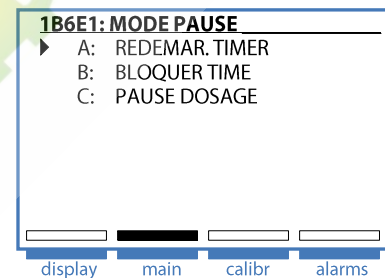 1B6E1: MODE PAUSE
A: REDEMAR. TIMER
B: BLOQUER TIME
C: PAUSE DOSAGE
display main calibr alarms